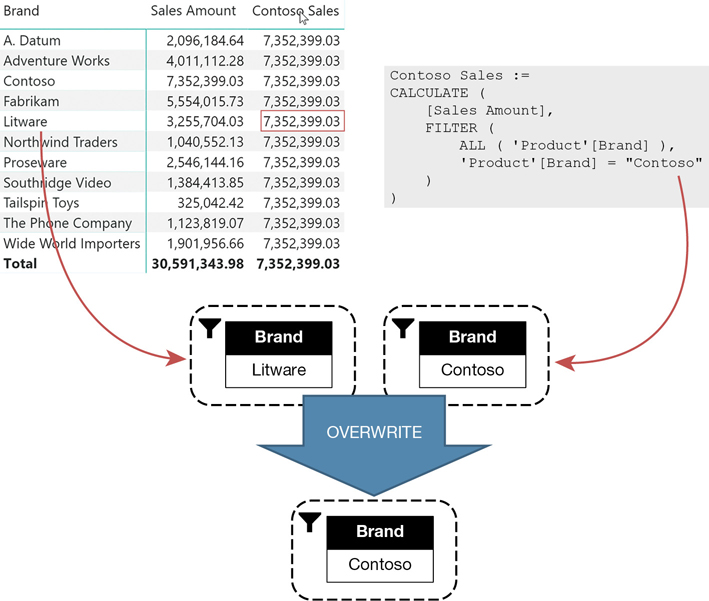 Brand Sales Amount Contoso Sales
A. Datum 2,096,184.64 7,352,399.03
Adventure Works 4,011,112.28 7,352,399.03
Contoso 7,352,399.03 7,352,399.03
Fabrikam 5,554,015.73 7,352,399.03
Litware 3,255,704.03 7,352,399.03
Northwind Traders 1,040,552.13 7,352,399.03
Proseware 2,546,144.16 7,352,399.03
Southridge Video 1,384,413.85 7,352,399.03
Tailspin Toys 325,042.42 7,352,399.03
The Phone Company 1,123,819.07 7,352,399.03
Wide World Importers 1,901,956.66 7,352,399.03
Total 30,591,343.98 7,352,399.03
Contoso Sales :=
CALCULATE (
    [Sales Amount],
    FILTER (
        ALL ( 'Product'[Brand] ),
        'Product'[Brand] = "Contoso"
    )
)
Brand
Litware
Brand
Contoso
OVERWRITE
Brand
Contoso